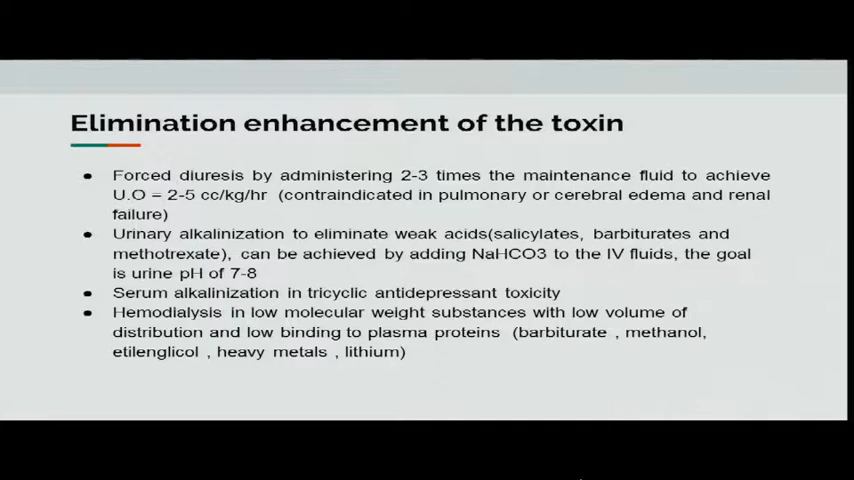 Elimination enhancement of the toxin
● Forced diuresis by administering 2-3 times the maintenance fluid to achieve
U.O = 2-5 cc/kg/hr (contraindicated in pulmonary or cerebral edema and renal
failure)
● Urinary alkalinization to eliminate weak acids(salicylates, barbiturates and
methotrexate), can be achieved by adding NaHCO3 to the IV fluids, the goal
is urine pH of 7-8
● Serum alkalinization in tricyclic antidepressant toxicity
● Hemodialysis in low molecular weight substances with low volume of
distribution and low binding to plasma proteins (barbiturate , methanol,
etilenglicol , heavy metals , lithium)